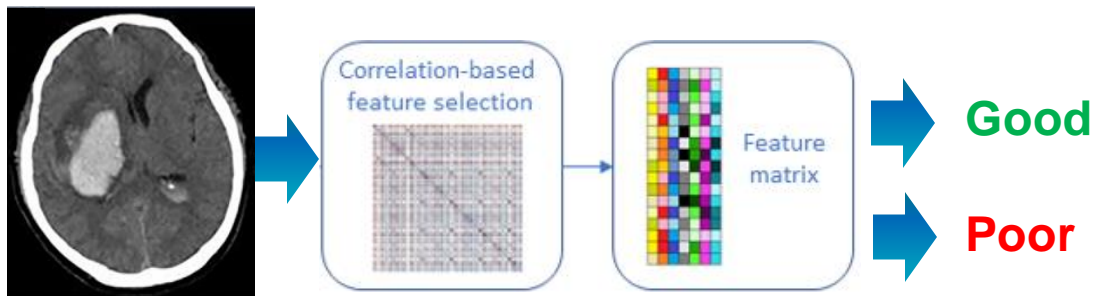 Correlation-based
feature selection
Feature
matrix
Good
Poor